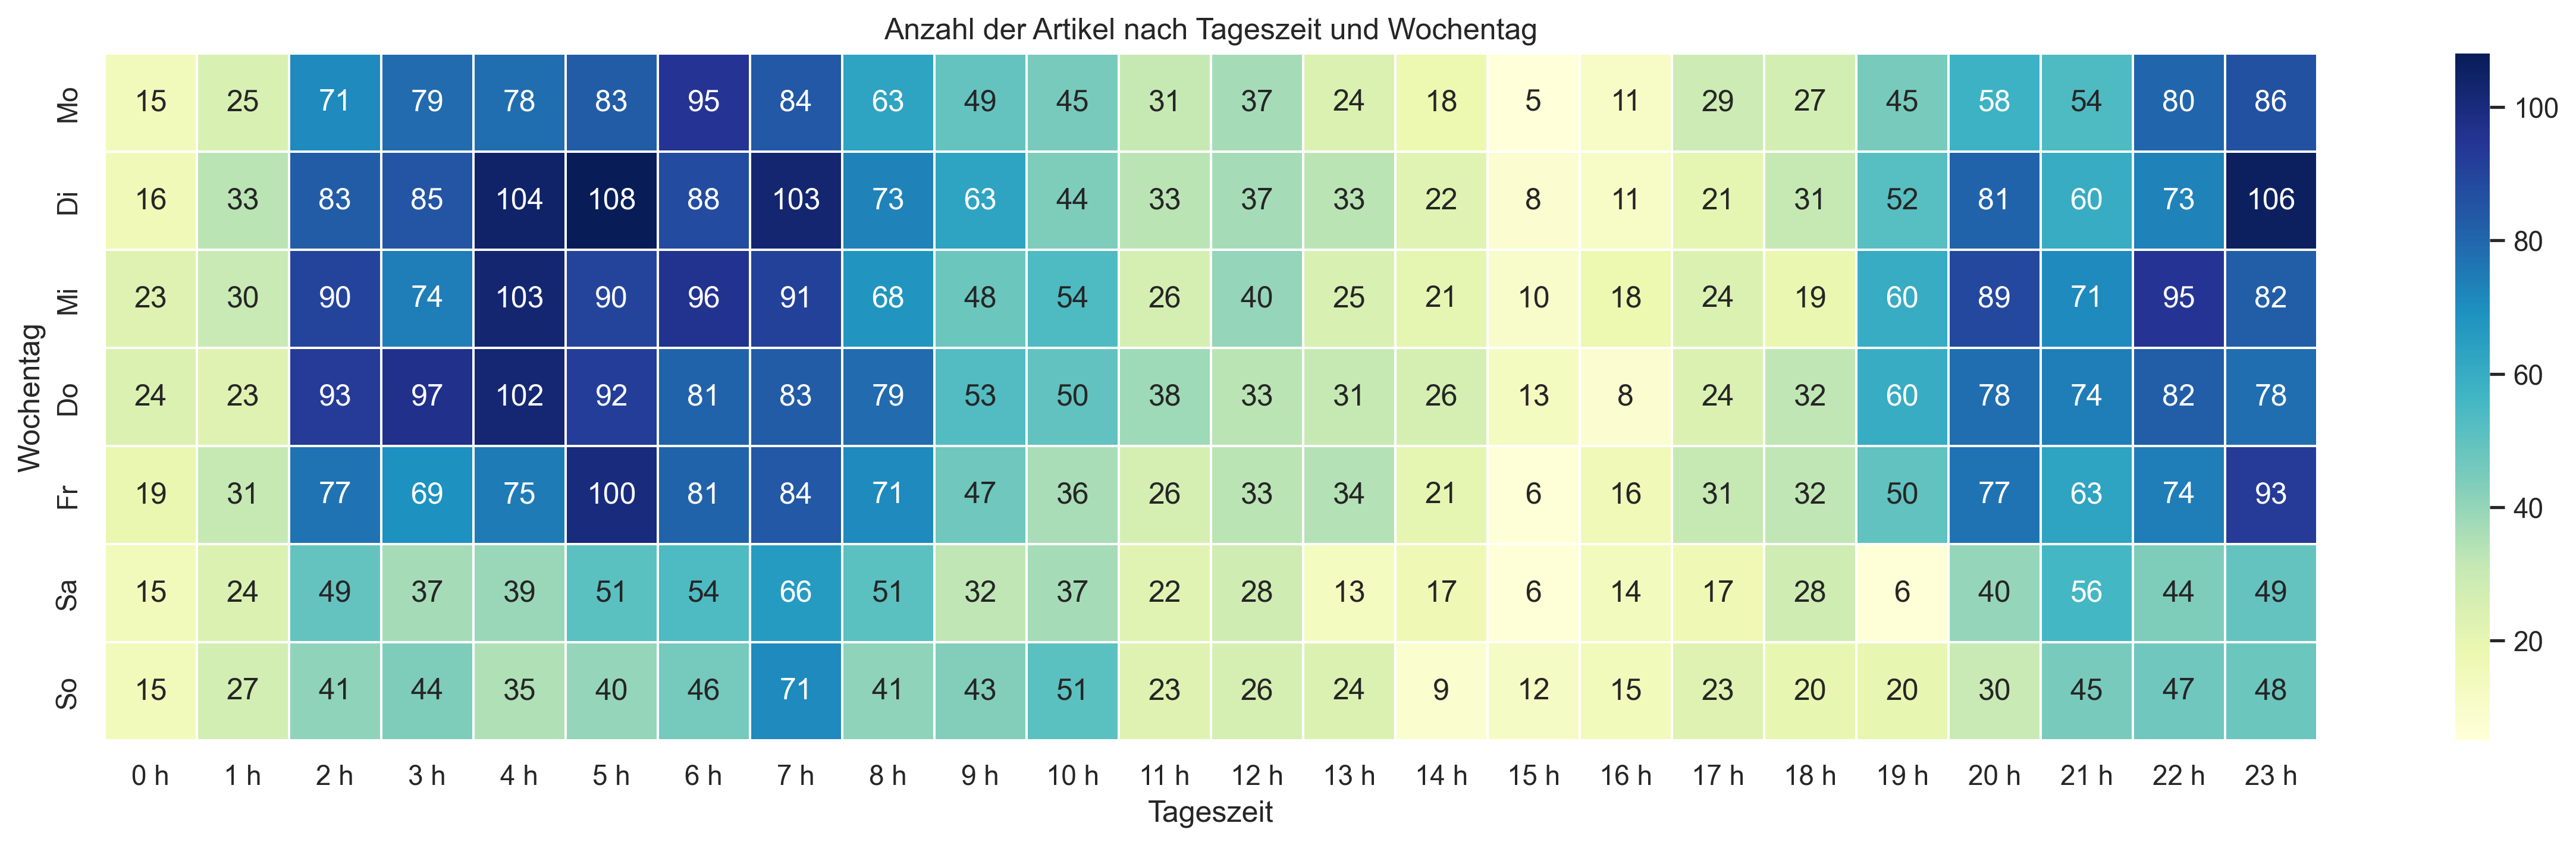 Anzahl der Artikel nach Tageszeit und Wochentag
Mo 15 25 71 79 78 83 95 84 63 49 45 31 37 24 18 5 11 29 27 45 58 54 80 86
Di 16 33 83 85 104 108 88 103 73 63 44 33 37 33 22 8 11 21 31 52 81 60 73 106
Mi 23 30 90 74 103 90 96 91 68 48 54 26 40 25 21 10 18 24 19 60 89 71 95 82
Do 24 23 93 97 102 92 81 83 79 53 50 38 33 31 26 13 8 24 32 60 78 74 82 78
Fr 19 31 77 69 75 100 81 84 71 47 36 26 33 34 21 6 16 31 32 50 77 63 74 93
Sa 15 24 49 37 39 51 54 66 51 32 37 22 28 13 17 6 14 17 28 6 40 56 44 49
So 15 27 41 44 35 40 46 71 41 43 51 23 26 24 9 12 15 23 20 20 30 45 47 48
0 h 1 h 2 h 3 h 4 h 5 h 6 h 7 h 8 h 9 h 10 h 11 h 12 h 13 h 14 h 15 h 16 h 17 h 18 h 19 h 20 h 21 h 22 h 23 h
Tageszeit
Wochentag
100
80
60
40
20